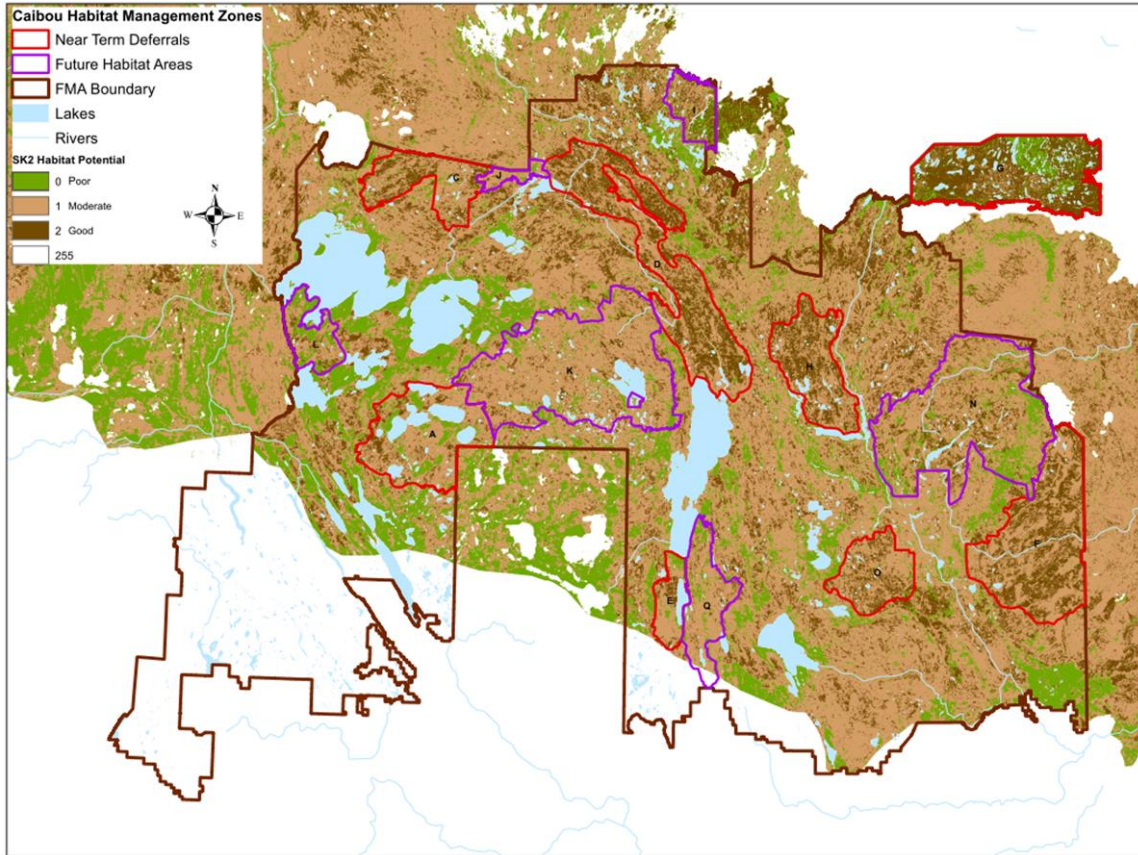 Caibou Habitat Management Zones
Near Term Deferrals
Future Habitat Areas
FMA Boundary
Lakes
Rivers
SK2 Habitat Potential
0 Poor
1 Moderate
2 Good
255
N
W E
S
I
G
C
J
D
L
K
H
A
N
F
O
E
Q